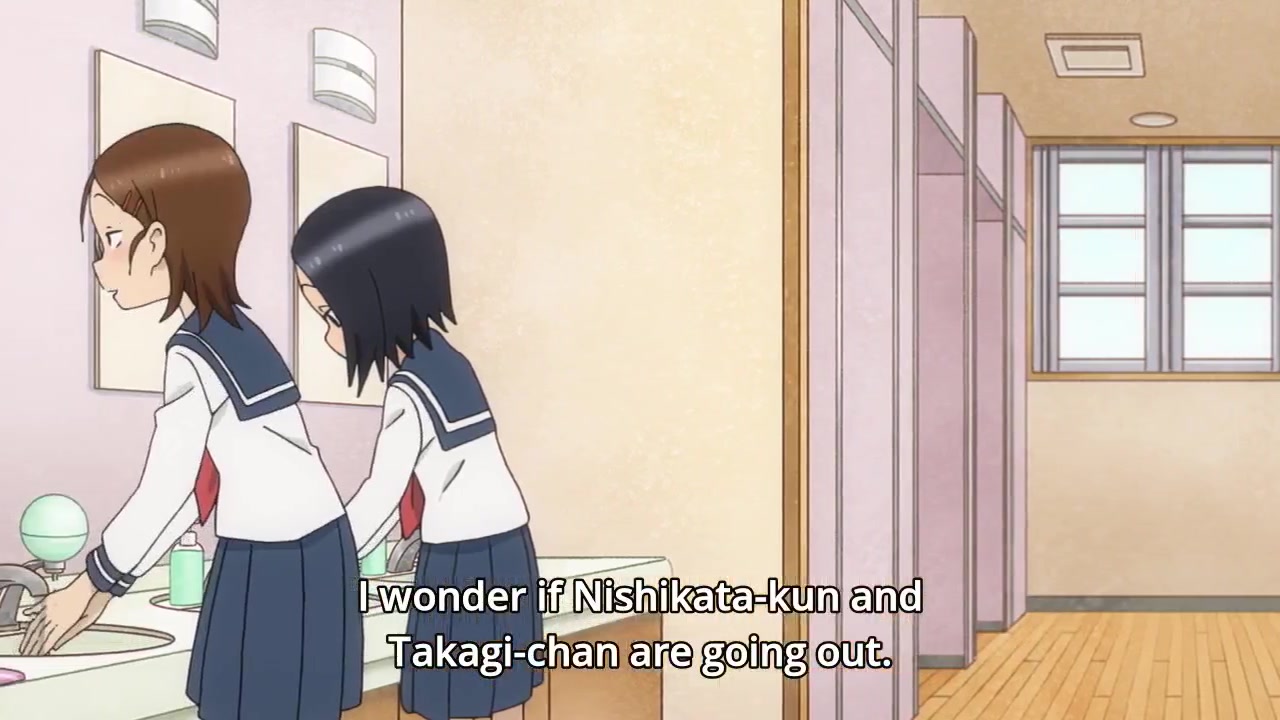 I wonder if Nishikata-kun and
Takagi-chan are going out.